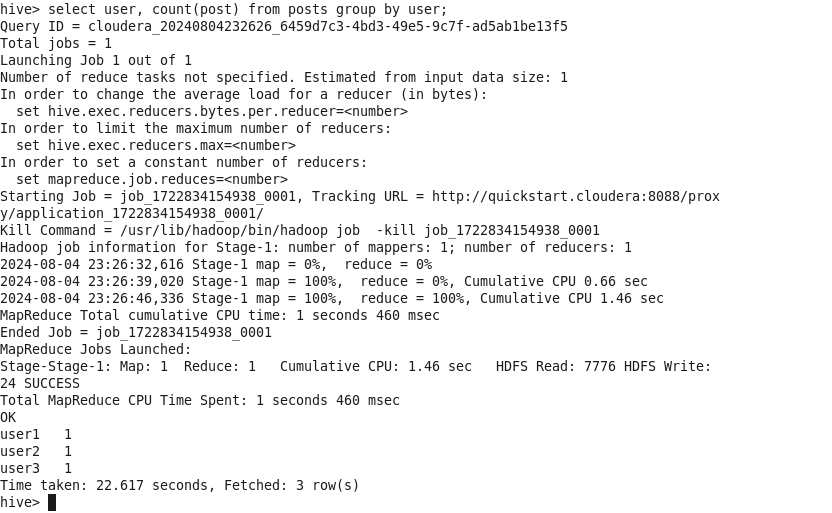 hive> select user, count(post) from posts group by user;
Query ID = cloudera_20240804232626_6459d7c3-4bd3-49e5-9c7f-ad5ab1be13f5
Total jobs = 1
Launching Job 1 out of 1
Number of reduce tasks not specified. Estimated from input data size: 1
In order to change the average load for a reducer (in bytes):
  set hive.exec.reducers.bytes.per.reducer=<number>
In order to limit the maximum number of reducers:
  set hive.exec.reducers.max=<number>
In order to set a constant number of reducers:
  set mapreduce.job.reduces=<number>
Starting Job = job_1722834154938_0001, Tracking URL = http://quickstart.cloudera:8088/prox
y/application_1722834154938_0001/
Kill Command = /usr/lib/hadoop/bin/hadoop job  -kill job_1722834154938_0001
Hadoop job information for Stage-1: number of mappers: 1; number of reducers: 1
2024-08-04 23:26:32,616 Stage-1 map = 0%,  reduce = 0%
2024-08-04 23:26:39,020 Stage-1 map = 100%,  reduce = 0%, Cumulative CPU 0.66 sec
2024-08-04 23:26:46,336 Stage-1 map = 100%,  reduce = 100%, Cumulative CPU 1.46 sec
MapReduce Total cumulative CPU time: 1 seconds 460 msec
Ended Job = job_1722834154938_0001
MapReduce Jobs Launched:
Stage-Stage-1: Map: 1  Reduce: 1   Cumulative CPU: 1.46 sec   HDFS Read: 7776 HDFS Write:
24 SUCCESS
Total MapReduce CPU Time Spent: 1 seconds 460 msec
OK
user1   1
user2   1
user3   1
Time taken: 22.617 seconds, Fetched: 3 row(s)
hive>